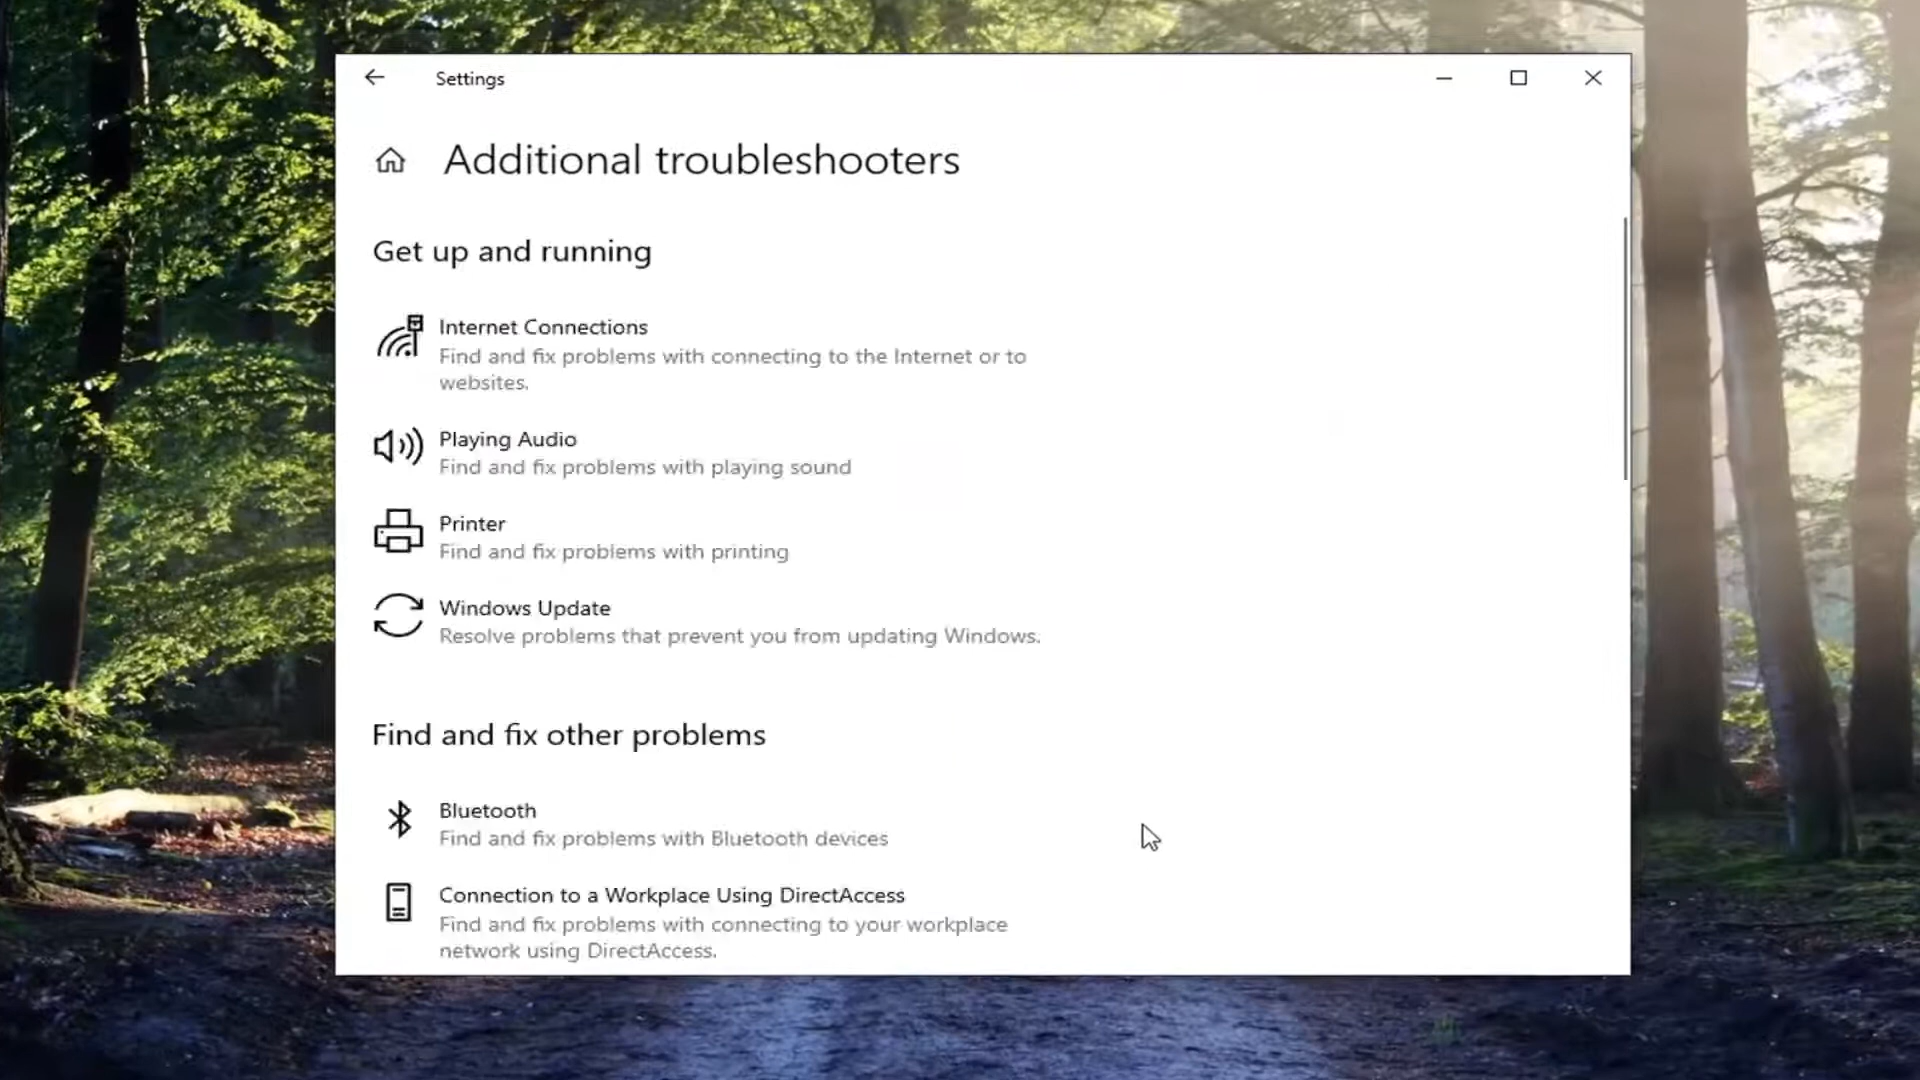 Settings
Additional troubleshooters
Get up and running
Internet Connections
Find and fix problems with connecting to the Internet or to
websites.
Playing Audio
Find and fix problems with playing sound
Printer
Find and fix problems with printing
Windows Update
Resolve problems that prevent you from updating Windows.
Find and fix other problems
Bluetooth
Find and fix problems with Bluetooth devices
Connection to a Workplace Using DirectAccess
Find and fix problems with connecting to your workplace
network using DirectAccess.